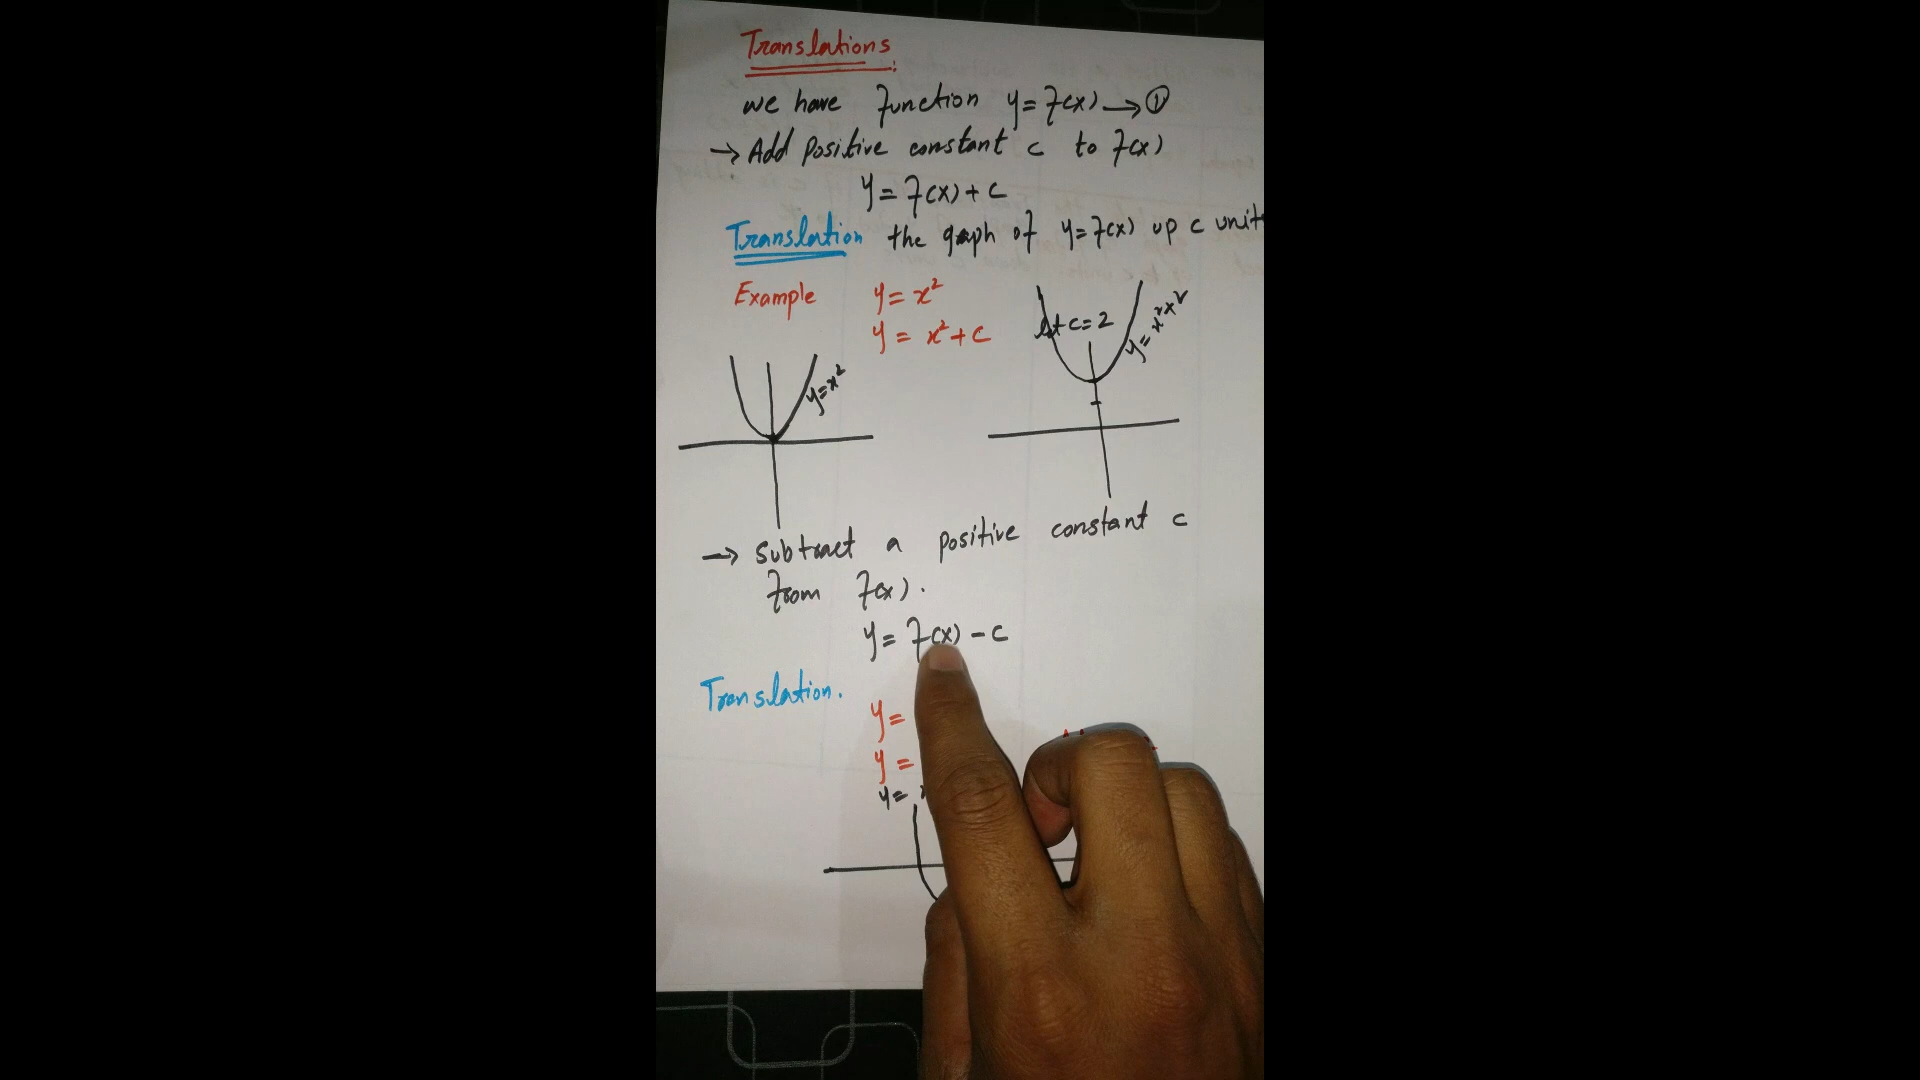 Translations:
we have function y = f(x) → ①
→ Add positive constant c to f(x)
y = f(x) + c
Translation the graph of y = f(x) up c unit
Example y = x²
y = x² + c
let c = 2
y = x²
→ Subtract a positive constant c
from f(x).
y = f(x) - c
Translation.
y =
y =
y =